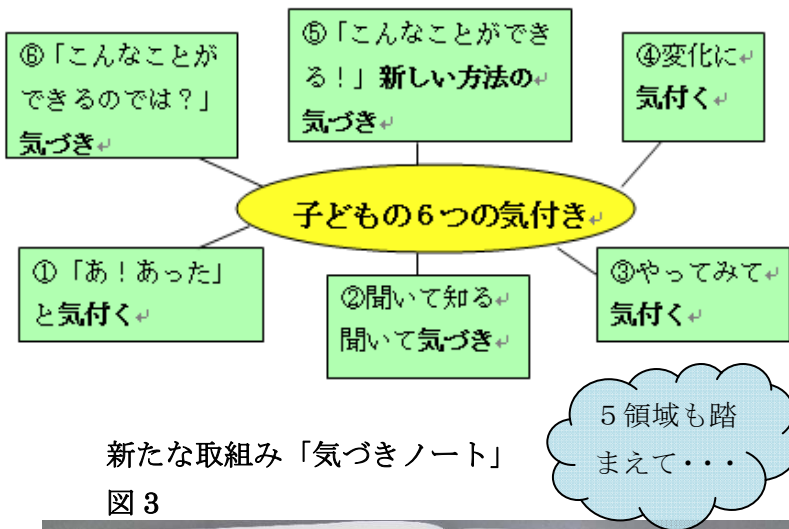 ⑥「こんなことが
できるのでは？」
気づき↵
⑤「こんなことができ
る！」新しい方法の↵
気づき↵
④変化に↵
気付く↵
子どもの６つの気付き↵
①「あ！あった」
と気付く↵
②聞いて知る↵
聞いて気づき↵
③やってみて↵
気付く↵
５領域も踏
まえて・・・
新たな取組み「気づきノート」
図 3